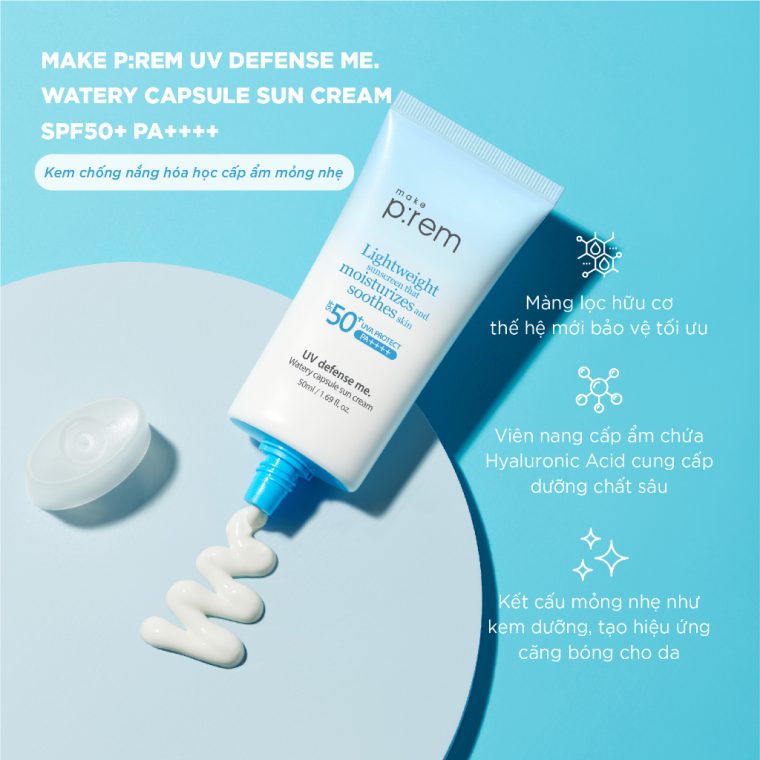 MAKE P:REM UV DEFENSE ME.
WATERY CAPSULE SUN CREAM
SPF50+ PA++++
Kem chống nắng hóa học cấp ẩm mỏng nhẹ
make
p:rem
Lightweight
sunscreen that
moisturizes and
soothes skin
SPF 50+ UVA PROTECT
PA++++
UV defense me.
Watery capsule sun cream
50ml / 1.69 fl. oz.
Màng lọc hữu cơ
thế hệ mới bảo vệ tối ưu
Viên nang cấp ẩm chứa
Hyaluronic Acid cung cấp
dưỡng chất sâu
Kết cấu mỏng nhẹ như
kem dưỡng, tạo hiệu ứng
căng bóng cho da